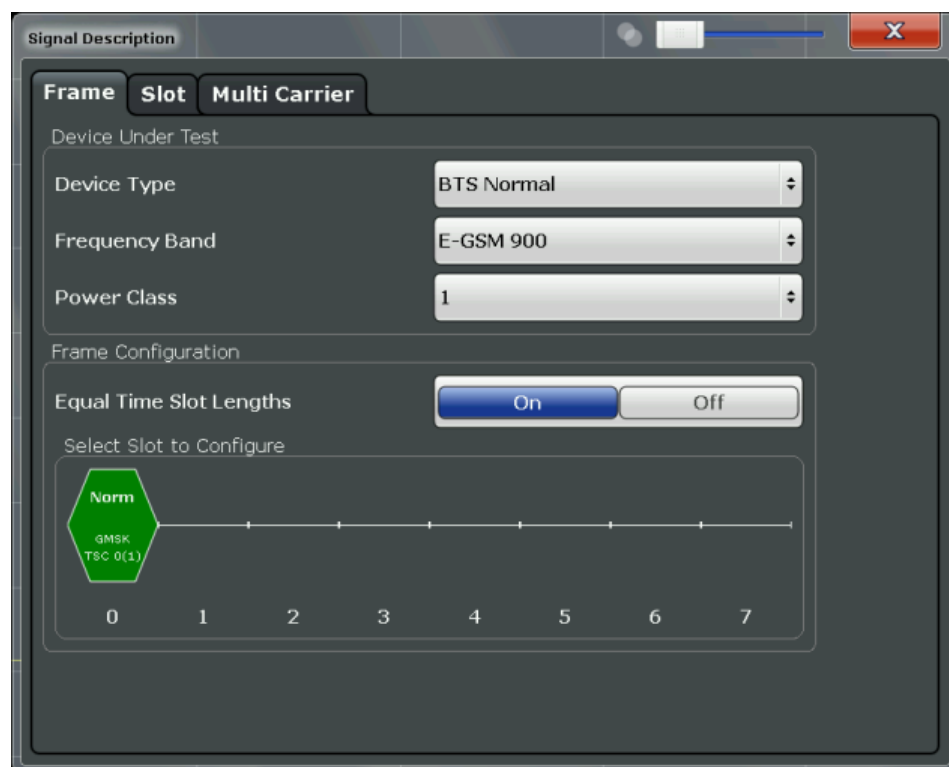 Signal Description
X
Frame Slot Multi Carrier
Device Under Test
Device Type BTS Normal
Frequency Band E-GSM 900
Power Class 1
Frame Configuration
Equal Time Slot Lengths On Off
Select Slot to Configure
Norm
GMSK
TSC 0(1)
0 1 2 3 4 5 6 7